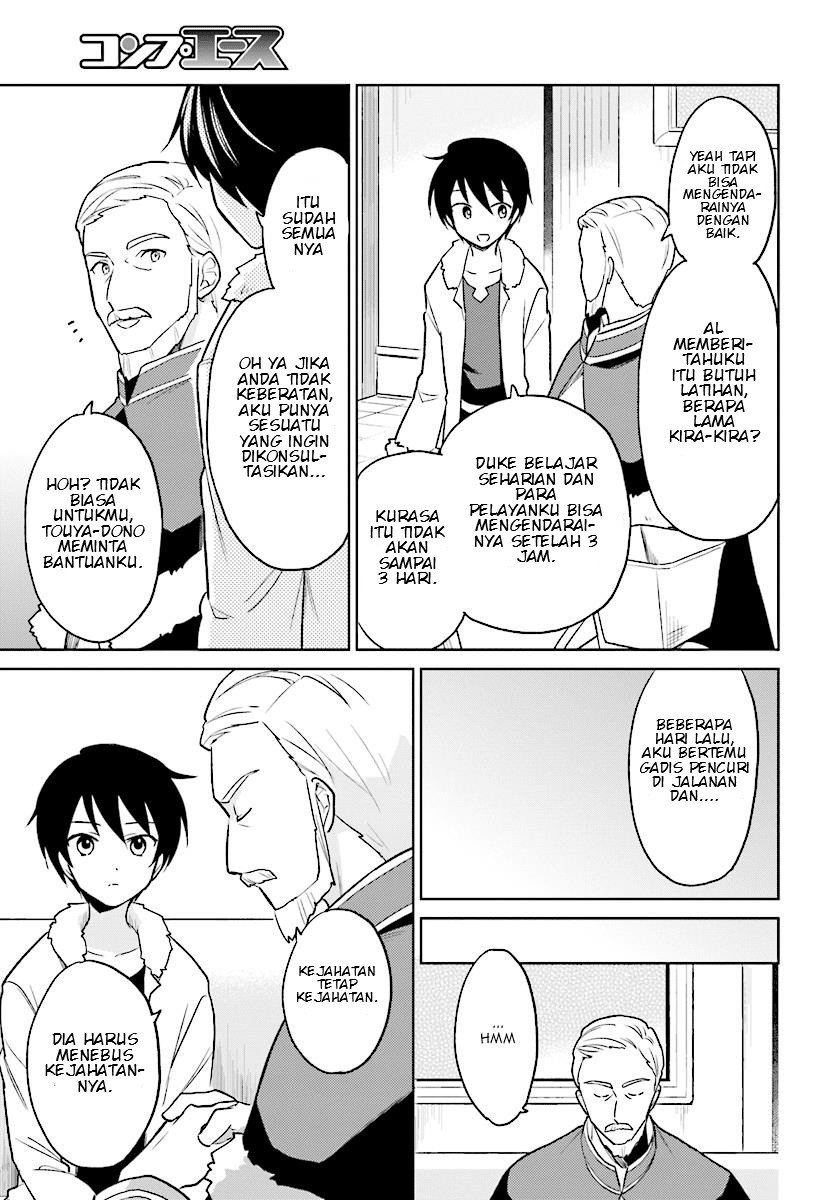 コンプ・エース
YEAH TAPI
AKU TIDAK
BISA
MENGENDA-
RAINYA
DENGAN
BAIK.
AL
MEMBERI-
TAHUKU
ITU BUTUH
LATIHAN,
BERAPA
LAMA
KIRA-KIRA?
DUKE BELAJAR
SEHARIAN DAN
PARA
PELAYANKU BISA
MENGENDARAI-
NYA SETELAH 3
JAM.
KURASA
ITU TIDAK
AKAN
SAMPAI
3 HARI.
ITU
SUDAH
SEMUA
NYA
OH YA JIKA
ANDA TIDAK
KEBERATAN,
AKU PUNYA
SESUATU
YANG INGIN
DIKONSUL-
TASIKAN...
HOH? TIDAK
BIASA
UNTUKMU,
TOUYA-DONO
MEMINTA
BANTUANKU.
BEBERAPA
HARI LALU,
AKU BERTEMU
GADIS PENCURI
DI JALANAN
DAN....
...
HMM
KEJAHATAN
TETAP
KEJAHATAN.
DIA HARUS
MENEBUS
KEJAHATAN-
NYA.